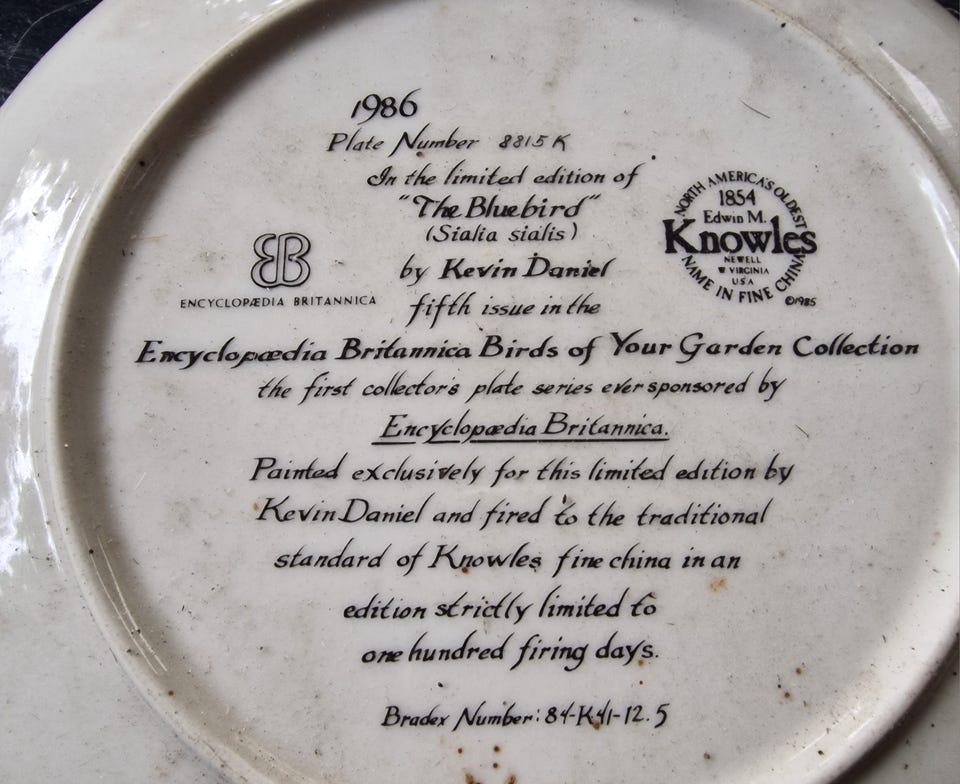 1986
Plate Number 8815K
In the limited edition of
"The Bluebird"
(Sialia sialis)
by Kevin Daniel
fifth issue in the
Encyclopædia Britannica Birds of Your Garden Collection
the first collector's plate series ever sponsored by
Encyclopædia Britannica.
Painted exclusively for this limited edition by
Kevin Daniel and fired to the traditional
standard of Knowles fine china in an
edition strictly limited to
one hundred firing days.
Bradex Number: 84-K41-12.5
EB
ENCYCLOPÆDIA BRITANNICA
NORTH AMERICA'S OLDEST
1854
Edwin M.
Knowles
NEWELL
W VIRGINIA
USA
NAME IN FINE CHINA
©1985